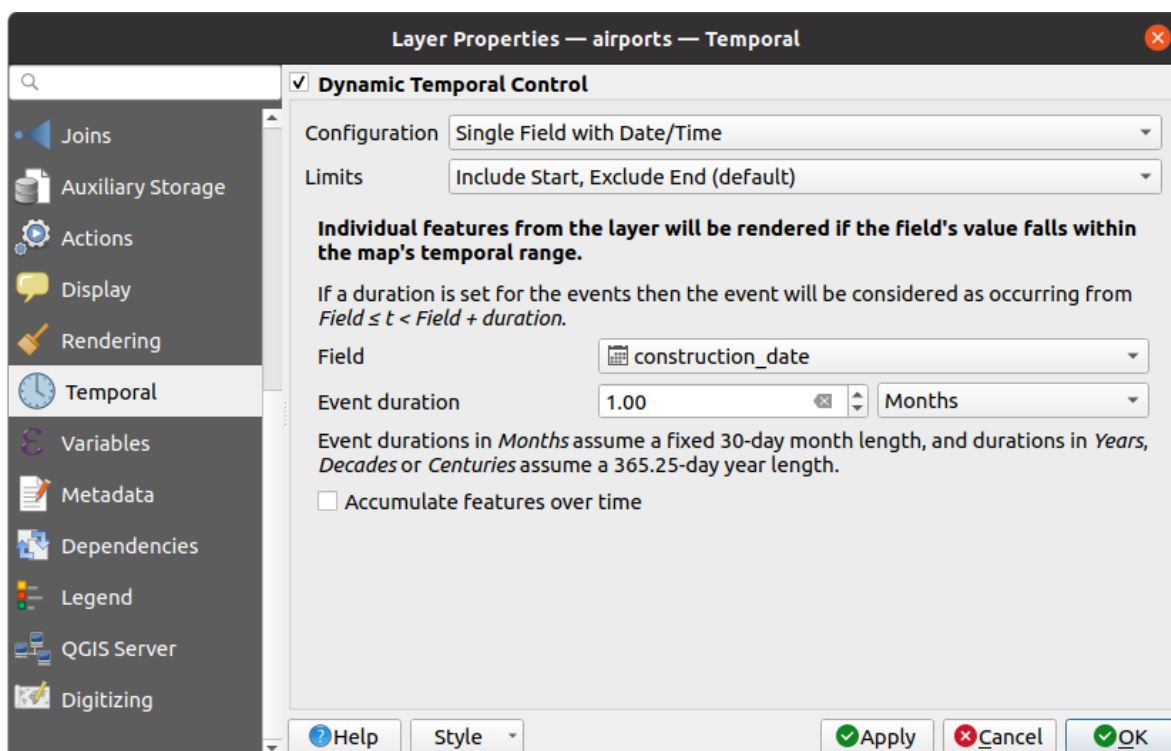 Layer Properties — airports — Temporal
Joins
Auxiliary Storage
Actions
Display
Rendering
Temporal
Variables
Metadata
Dependencies
Legend
QGIS Server
Digitizing
Dynamic Temporal Control
Configuration Single Field with Date/Time
Limits Include Start, Exclude End (default)
Individual features from the layer will be rendered if the field's value falls within
the map's temporal range.
If a duration is set for the events then the event will be considered as occurring from
Field ≤ t < Field + duration.
Field construction_date
Event duration 1.00 Months
Event durations in Months assume a fixed 30-day month length, and durations in Years,
Decades or Centuries assume a 365.25-day year length.
Accumulate features over time
Help Style Apply Cancel OK